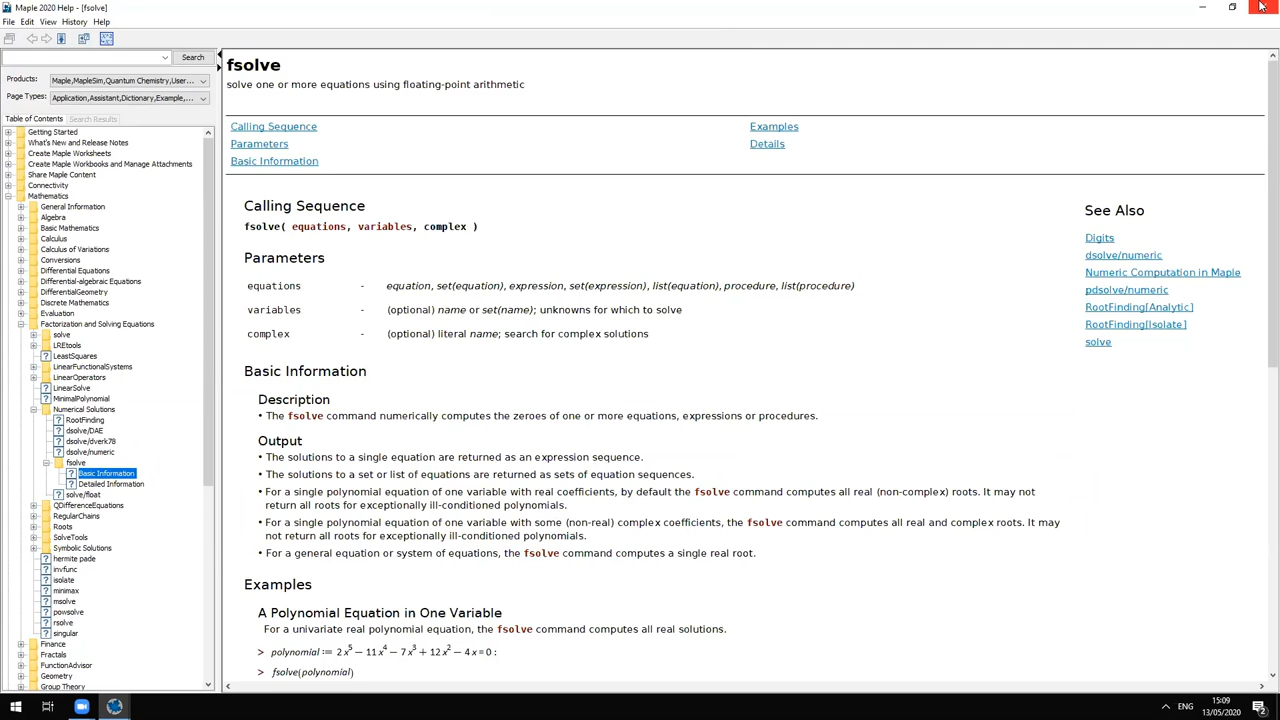 Maple 2020 Help - [fsolve]
File Edit View History Help
Search
Products: Maple,MapleSim,Quantum Chemistry,User...
Page Types: Application,Assistant,Dictionary,Example,...
Table of Contents Search Results
Getting Started
What's New and Release Notes
Create Maple Worksheets
Create Maple Workbooks and Manage Attachments
Share Maple Content
Connectivity
Mathematics
General Information
Algebra
Basic Mathematics
Calculus
Calculus of Variations
Conversions
Differential Equations
Differential-algebraic Equations
DifferentialGeometry
Discrete Mathematics
Evaluation
Factorization and Solving Equations
solve
LREtools
LeastSquares
LinearFunctionalSystems
LinearOperators
LinearSolve
MinimalPolynomial
Numerical Solutions
RootFinding
dsolve/DAE
dsolve/dverk78
dsolve/numeric
fsolve
Basic Information
Detailed Information
solve/float
QDifferenceEquations
RegularChains
Roots
SolveTools
Symbolic Solutions
hermite pade
invfunc
isolate
minimax
msolve
powsolve
rsolve
singular
Finance
Fractals
FunctionAdvisor
Geometry
Group Theory
fsolve
solve one or more equations using floating-point arithmetic
Calling Sequence
Parameters
Basic Information
Examples
Details
Calling Sequence
fsolve( equations, variables, complex )
Parameters
equations - equation, set(equation), expression, set(expression), list(equation), procedure, list(procedure)
variables - (optional) name or set(name); unknowns for which to solve
complex - (optional) literal name; search for complex solutions
Basic Information
Description
• The fsolve command numerically computes the zeroes of one or more equations, expressions or procedures.
Output
• The solutions to a single equation are returned as an expression sequence.
• The solutions to a set or list of equations are returned as sets of equation sequences.
• For a single polynomial equation of one variable with real coefficients, by default the fsolve command computes all real (non-complex) roots. It may not
return all roots for exceptionally ill-conditioned polynomials.
• For a single polynomial equation of one variable with some (non-real) complex coefficients, the fsolve command computes all real and complex roots. It may
not return all roots for exceptionally ill-conditioned polynomials.
• For a general equation or system of equations, the fsolve command computes a single real root.
Examples
A Polynomial Equation in One Variable
For a univariate real polynomial equation, the fsolve command computes all real solutions.
> polynomial := 2 x⁵ − 11 x⁴ − 7 x³ + 12 x² − 4 x = 0 :
> fsolve(polynomial)
See Also
Digits
dsolve/numeric
Numeric Computation in Maple
pdsolve/numeric
RootFinding[Analytic]
RootFinding[Isolate]
solve
ENG
15:09
13/05/2020
2